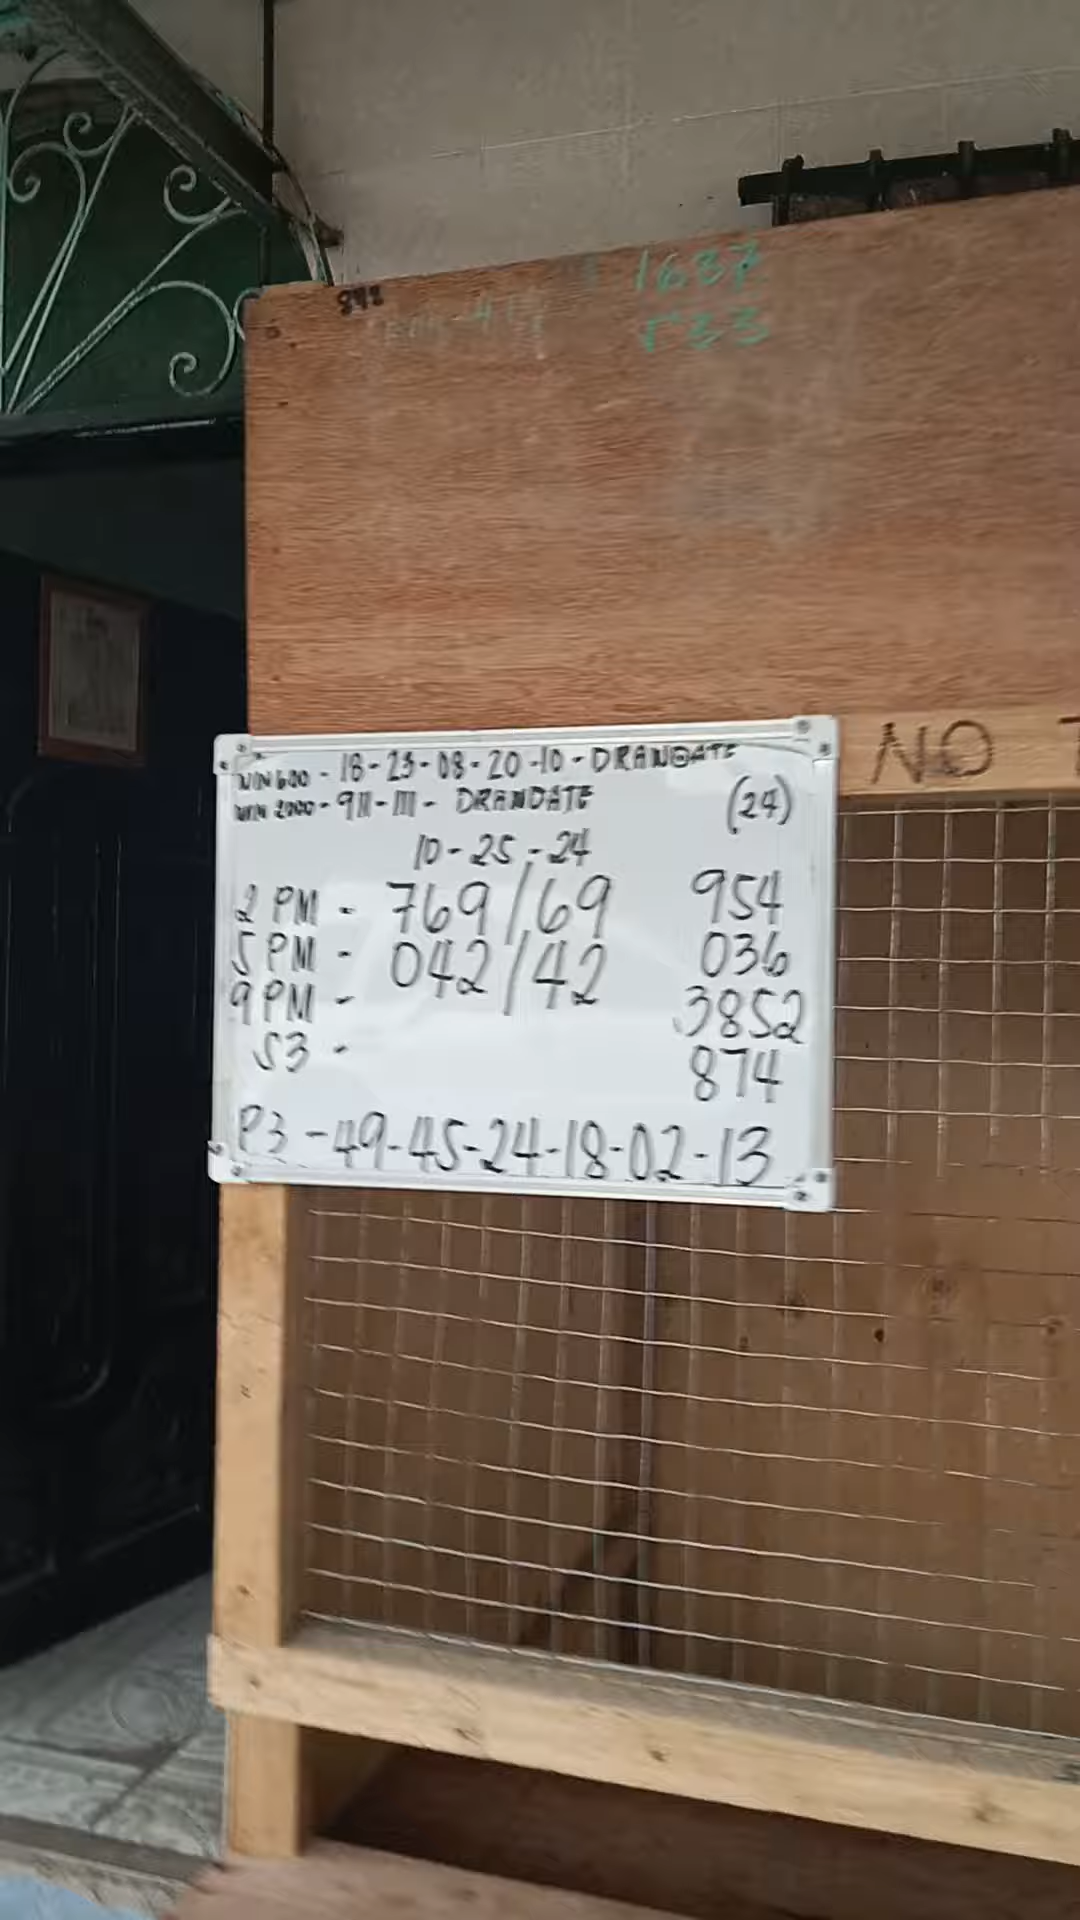 1687
533
NO
WIN 600 - 18 - 23 - 08 - 20 - 10 - DRAWDATE
WIN 2000 - 911 - 111 - DRAWDATE (24)
10 - 25 - 24
2 PM - 769/69 954
5 PM - 042/42 036
9 PM - 3852
S3 - 874
P3 - 49-45-24-18-02-13